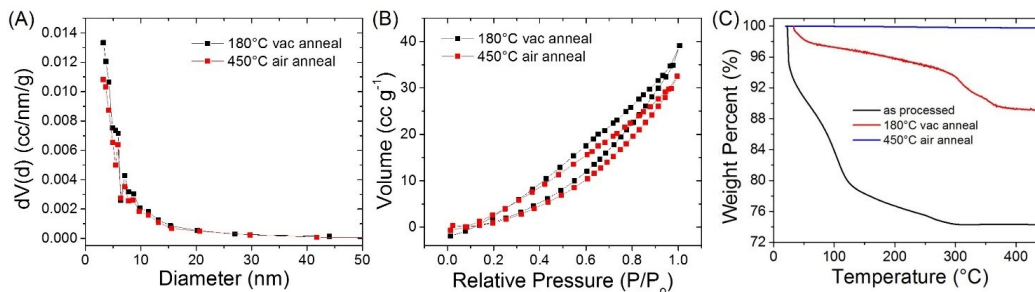 (A)
dV(d) (cc/nm/g)
0.014
0.012
0.010
0.008
0.006
0.004
0.002
0.000
180°C vac anneal
450°C air anneal
0 10 20 30 40 50
Diameter (nm)
(B)
Volume (cc g⁻¹)
40
30
20
10
0
180°C vac anneal
450°C air anneal
0.0 0.2 0.4 0.6 0.8 1.0
Relative Pressure (P/Pₒ)
(C)
Weight Percent (%)
100
96
92
88
84
80
76
72
as processed
180°C vac anneal
450°C air anneal
0 100 200 300 400
Temperature (°C)